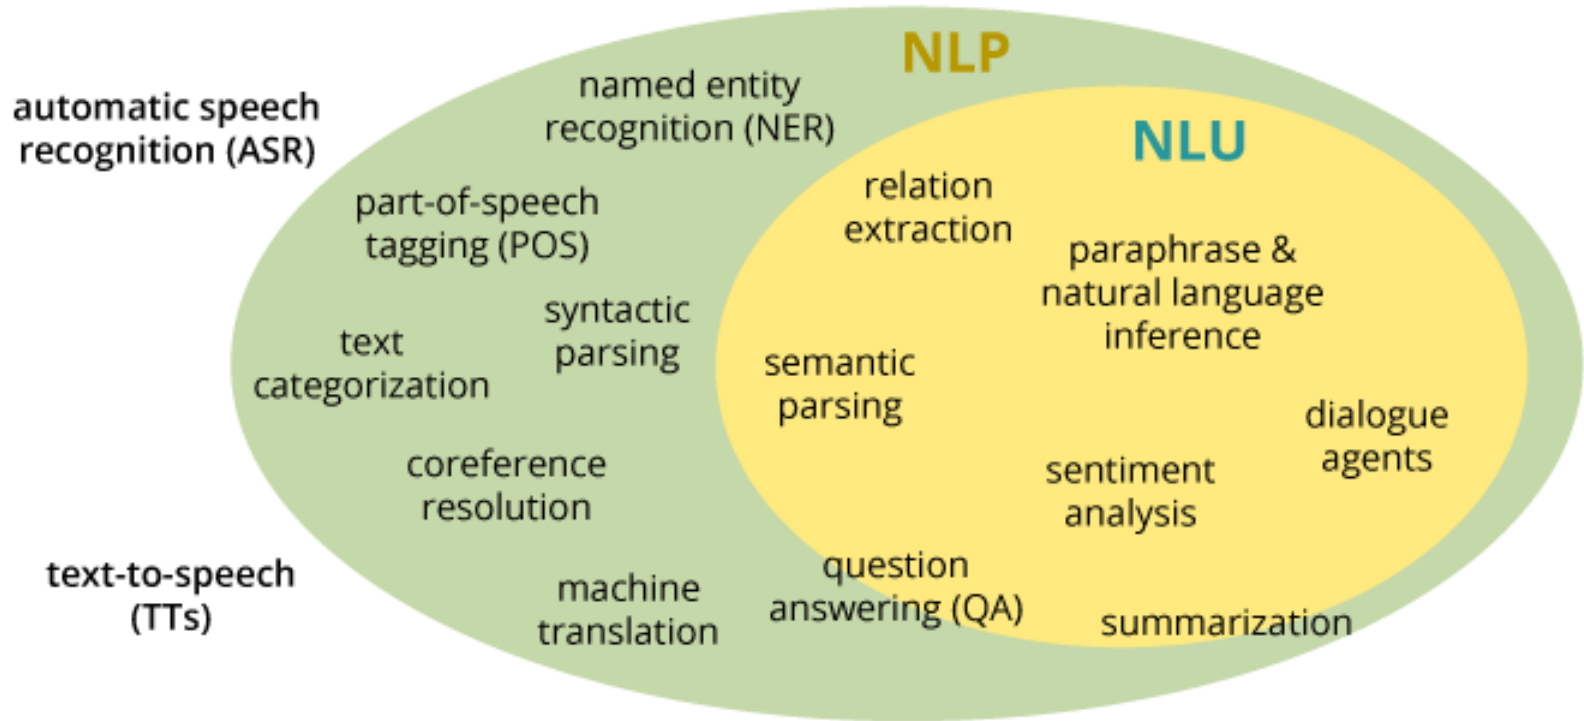 NLP
named entity
recognition (NER)
automatic speech
recognition (ASR)
NLU
relation
extraction
part-of-speech
tagging (POS)
paraphrase &
natural language
inference
syntactic
parsing
text
categorization
semantic
parsing
dialogue
agents
coreference
resolution
sentiment
analysis
text-to-speech
(TTs)
machine
translation
question
answering (QA)
summarization